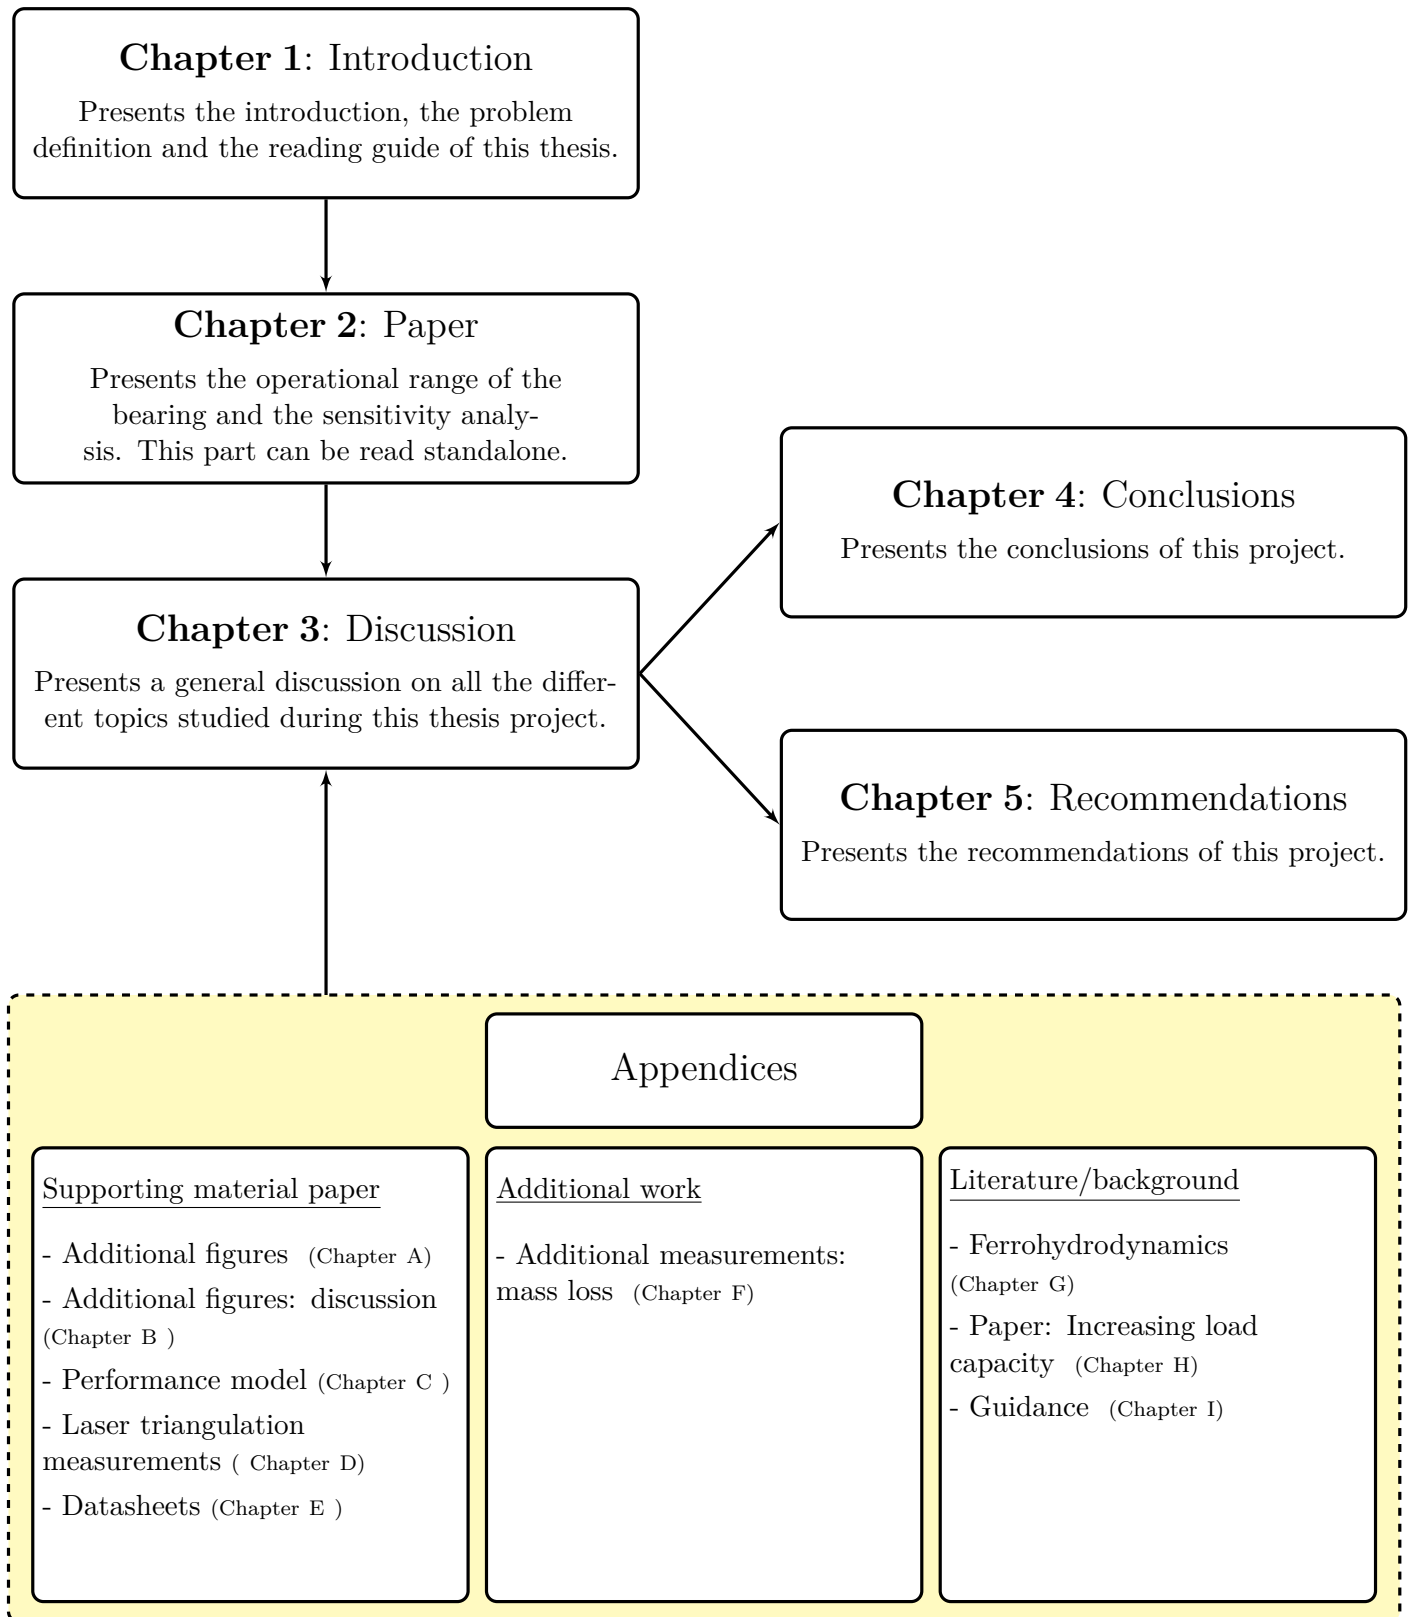 Chapter 1: Introduction
Presents the introduction, the problem
definition and the reading guide of this thesis.
Chapter 2: Paper
Presents the operational range of the
bearing and the sensitivity analy-
sis. This part can be read standalone.
Chapter 3: Discussion
Presents a general discussion on all the differ-
ent topics studied during this thesis project.
Chapter 4: Conclusions
Presents the conclusions of this project.
Chapter 5: Recommendations
Presents the recommendations of this project.
Appendices
Supporting material paper
- Additional figures (Chapter A)
- Additional figures: discussion
(Chapter B )
- Performance model (Chapter C )
- Laser triangulation
measurements ( Chapter D)
- Datasheets (Chapter E )
Additional work
- Additional measurements:
mass loss (Chapter F)
Literature/background
- Ferrohydrodynamics
(Chapter G)
- Paper: Increasing load
capacity (Chapter H)
- Guidance (Chapter I)